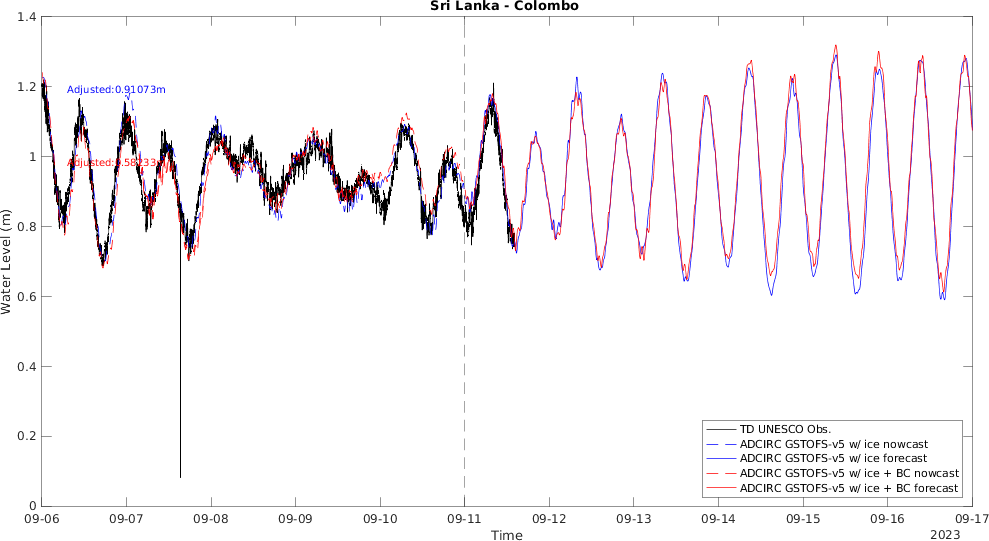 Sri Lanka - Colombo
Water Level (m)
1.4
1.2
1
0.8
0.6
0.4
0.2
0
Adjusted:0.91073m
Adjusted:0.58233m
TD UNESCO Obs.
ADCIRC GSTOFS-v5 w/ ice nowcast
ADCIRC GSTOFS-v5 w/ ice forecast
ADCIRC GSTOFS-v5 w/ ice + BC nowcast
ADCIRC GSTOFS-v5 w/ ice + BC forecast
09-06 09-07 09-08 09-09 09-10 09-11 09-12 09-13 09-14 09-15 09-16 09-17
Time
2023